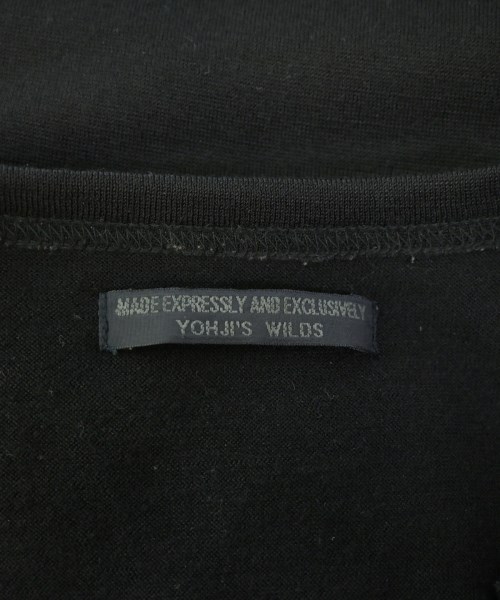 MADE EXPRESSLY AND EXCLUSIVELY
YOHJI'S WILDS